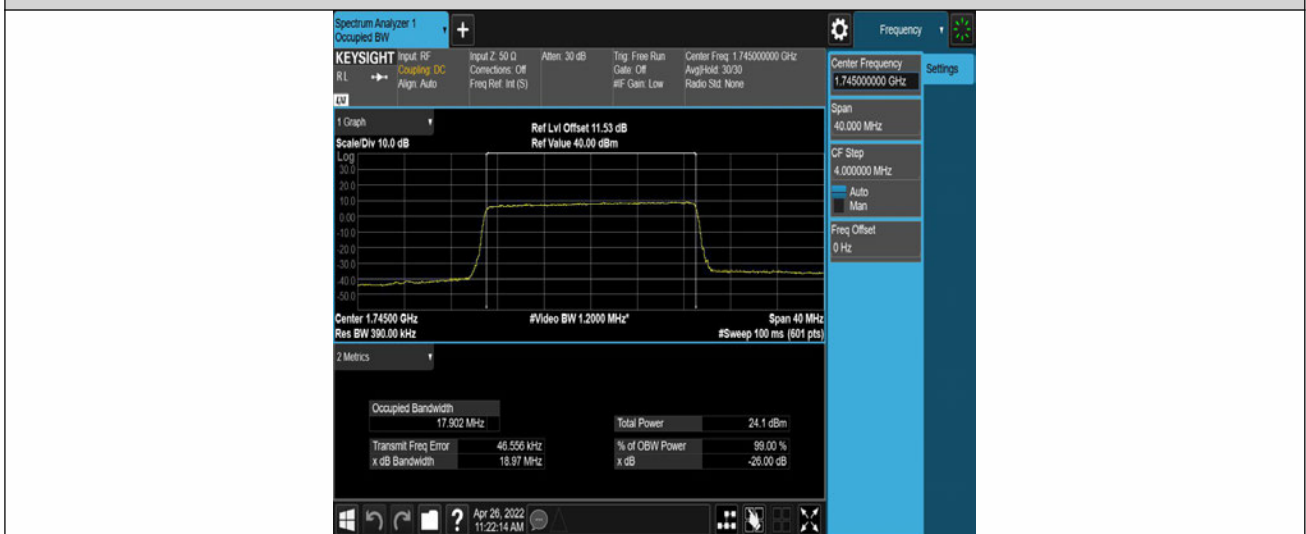 Spectrum Analyzer 1
Occupied BW
+
Frequency
KEYSIGHT
RL
Input: RF
Coupling: DC
Align: Auto
Input Z: 50 Ω
Corrections: Off
Freq Ref: Int (S)
Atten: 30 dB
Trig: Free Run
Gate: Off
#IF Gain: Low
Center Freq: 1.745000000 GHz
Avg|Hold: 30/30
Radio Std: None
Center Frequency
1.745000000 GHz
Settings
Span
40.000 MHz
CF Step
4.000000 MHz
Auto
Man
Freq Offset
0 Hz
1 Graph
Scale/Div 10.0 dB
Ref Lvl Offset 11.53 dB
Ref Value 40.00 dBm
Log
30.0
20.0
10.0
0.00
-10.0
-20.0
-30.0
-40.0
-50.0
Center 1.74500 GHz
Res BW 390.00 kHz
#Video BW 1.2000 MHz*
Span 40 MHz
#Sweep 100 ms (601 pts)
2 Metrics
Occupied Bandwidth
17.902 MHz
Total Power 24.1 dBm
Transmit Freq Error 46.556 kHz
% of OBW Power 99.00 %
x dB Bandwidth 18.97 MHz
x dB -26.00 dB
?
Apr 26, 2022
11:22:14 AM